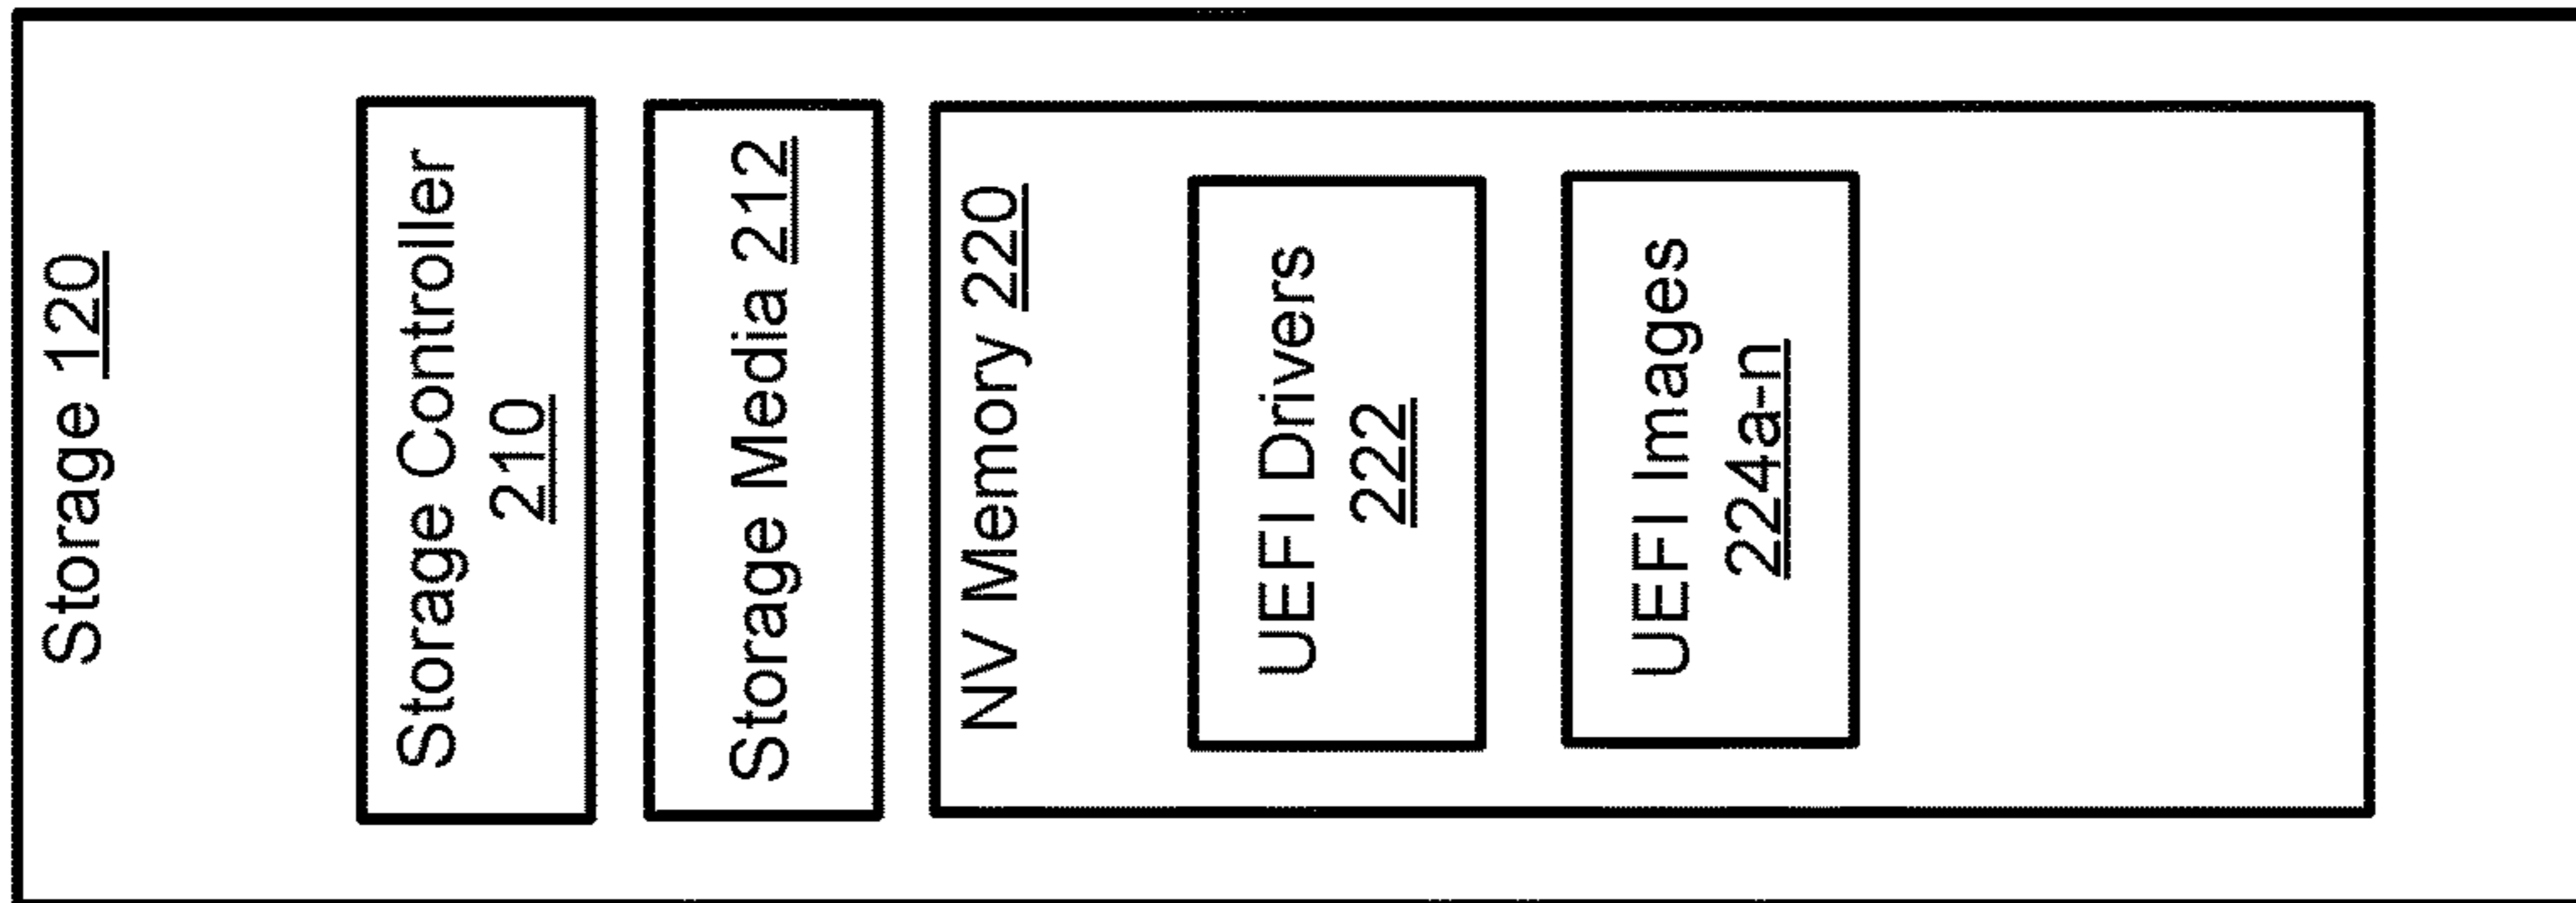 Storage 120
Storage Controller
210
Storage Media 212
NV Memory 220
UEFI Drivers
222
UEFI Images
224a-n